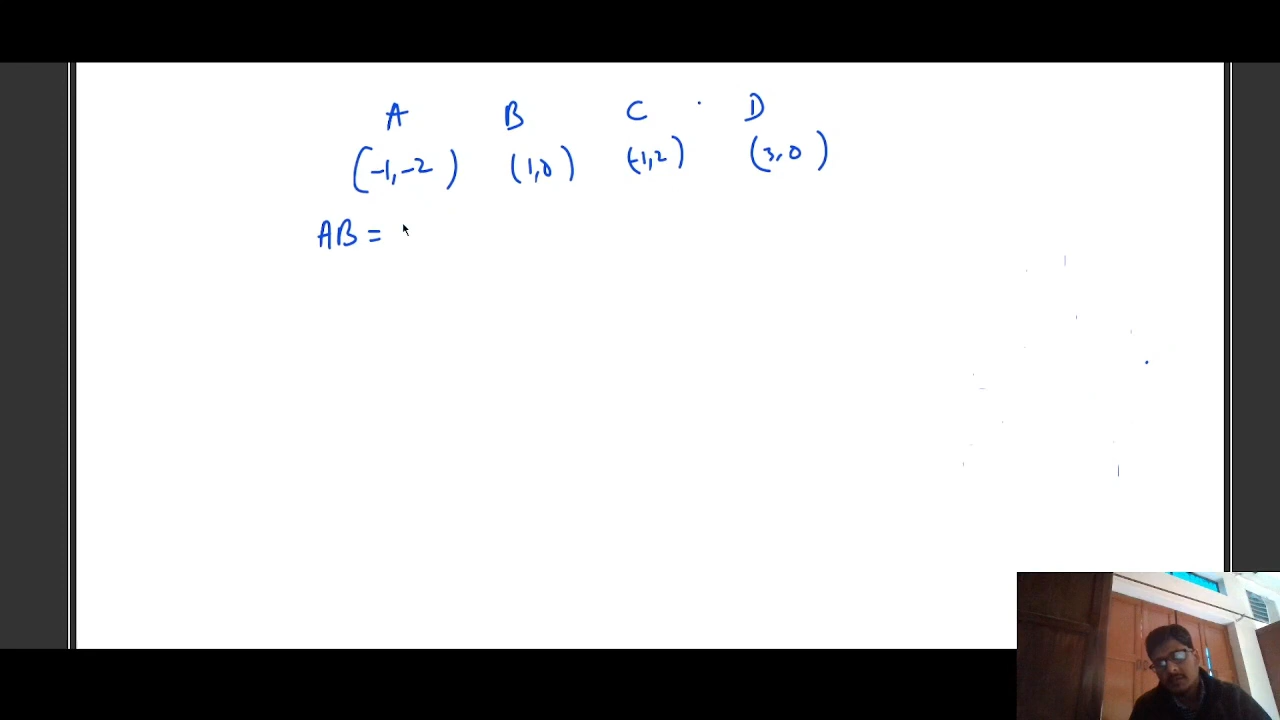 A B C D
(-1,-2) (1,0) (-1,2) (3,0)
AB =